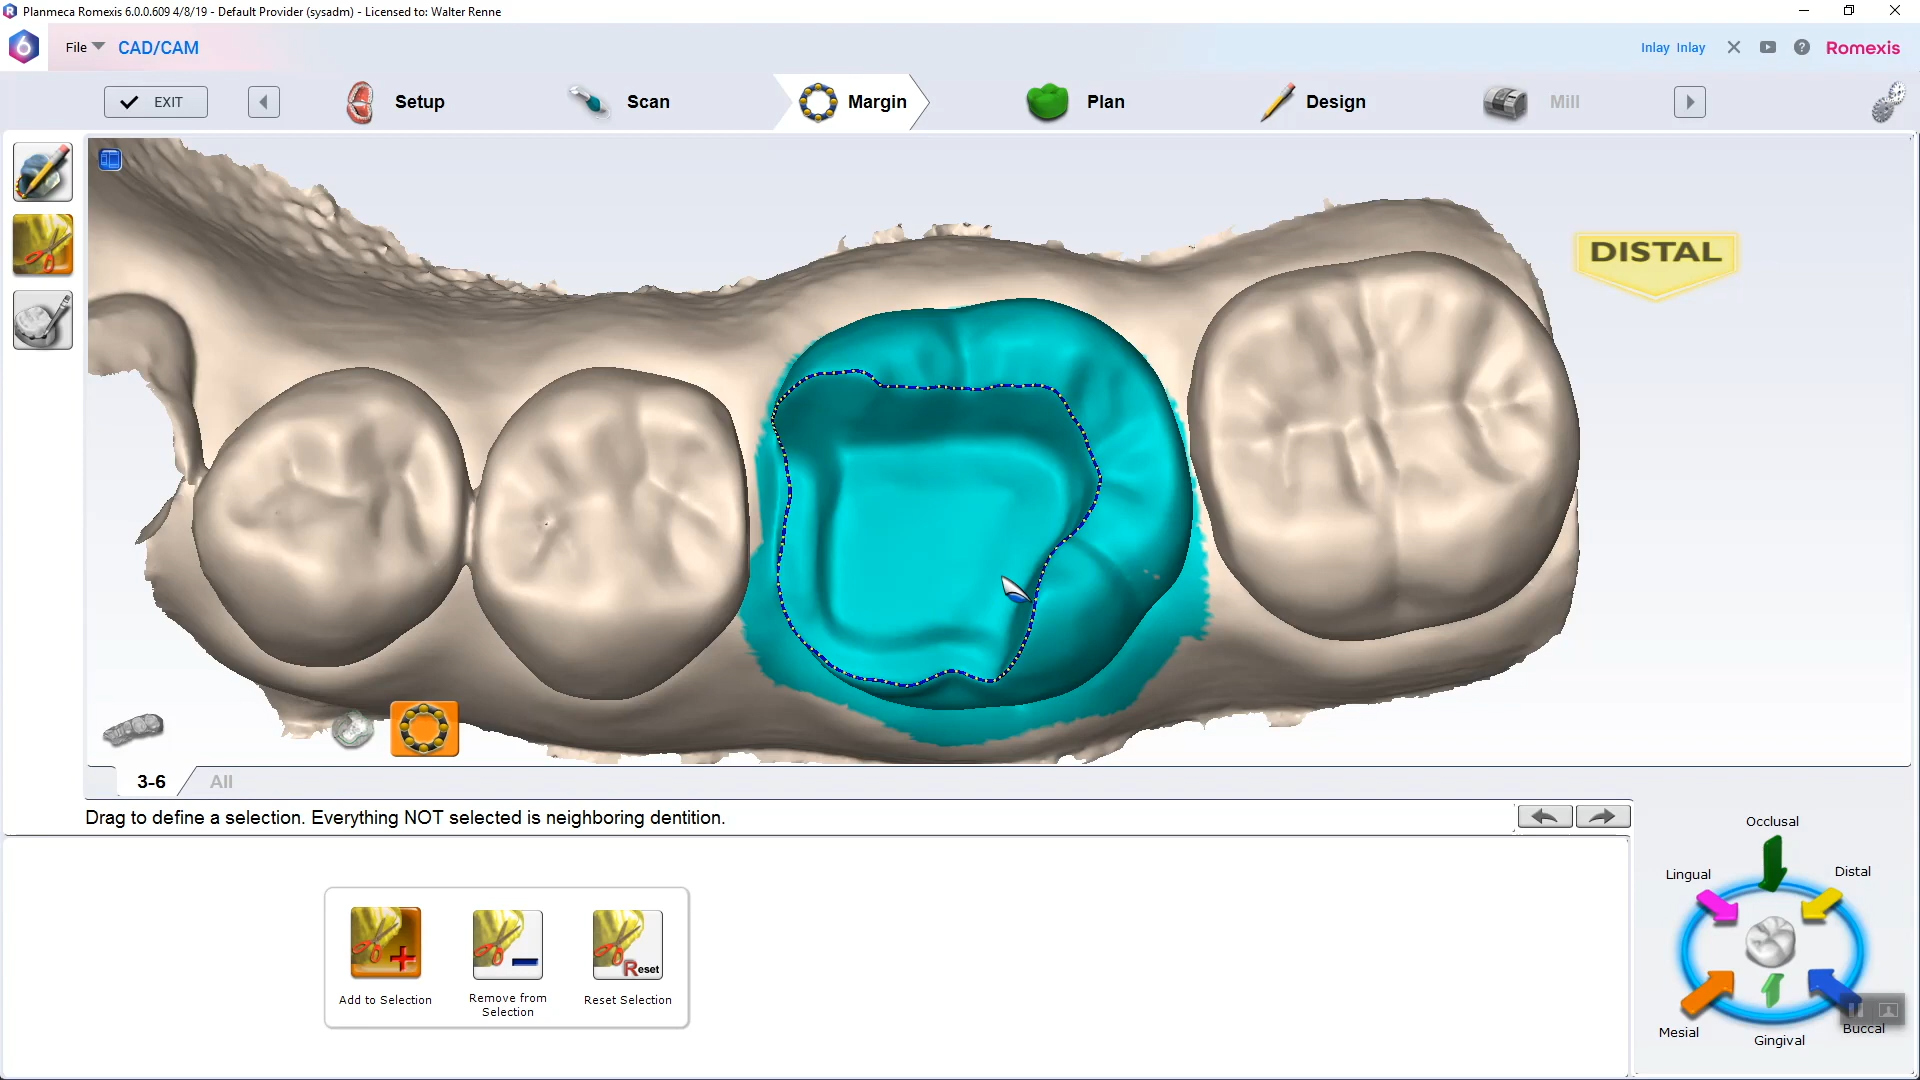 Planmeca Romexis 6.0.0.609 4/8/19 - Default Provider (sysadm) - Licensed to: Walter Renne
6 File CAD/CAM Inlay Inlay Romexis
EXIT Setup Scan Margin Plan Design Mill
DISTAL
3-6 All
Drag to define a selection. Everything NOT selected is neighboring dentition.
Occlusal
Lingual Distal
Reset
Add to Selection Remove from Selection Reset Selection
Mesial Buccal
Gingival